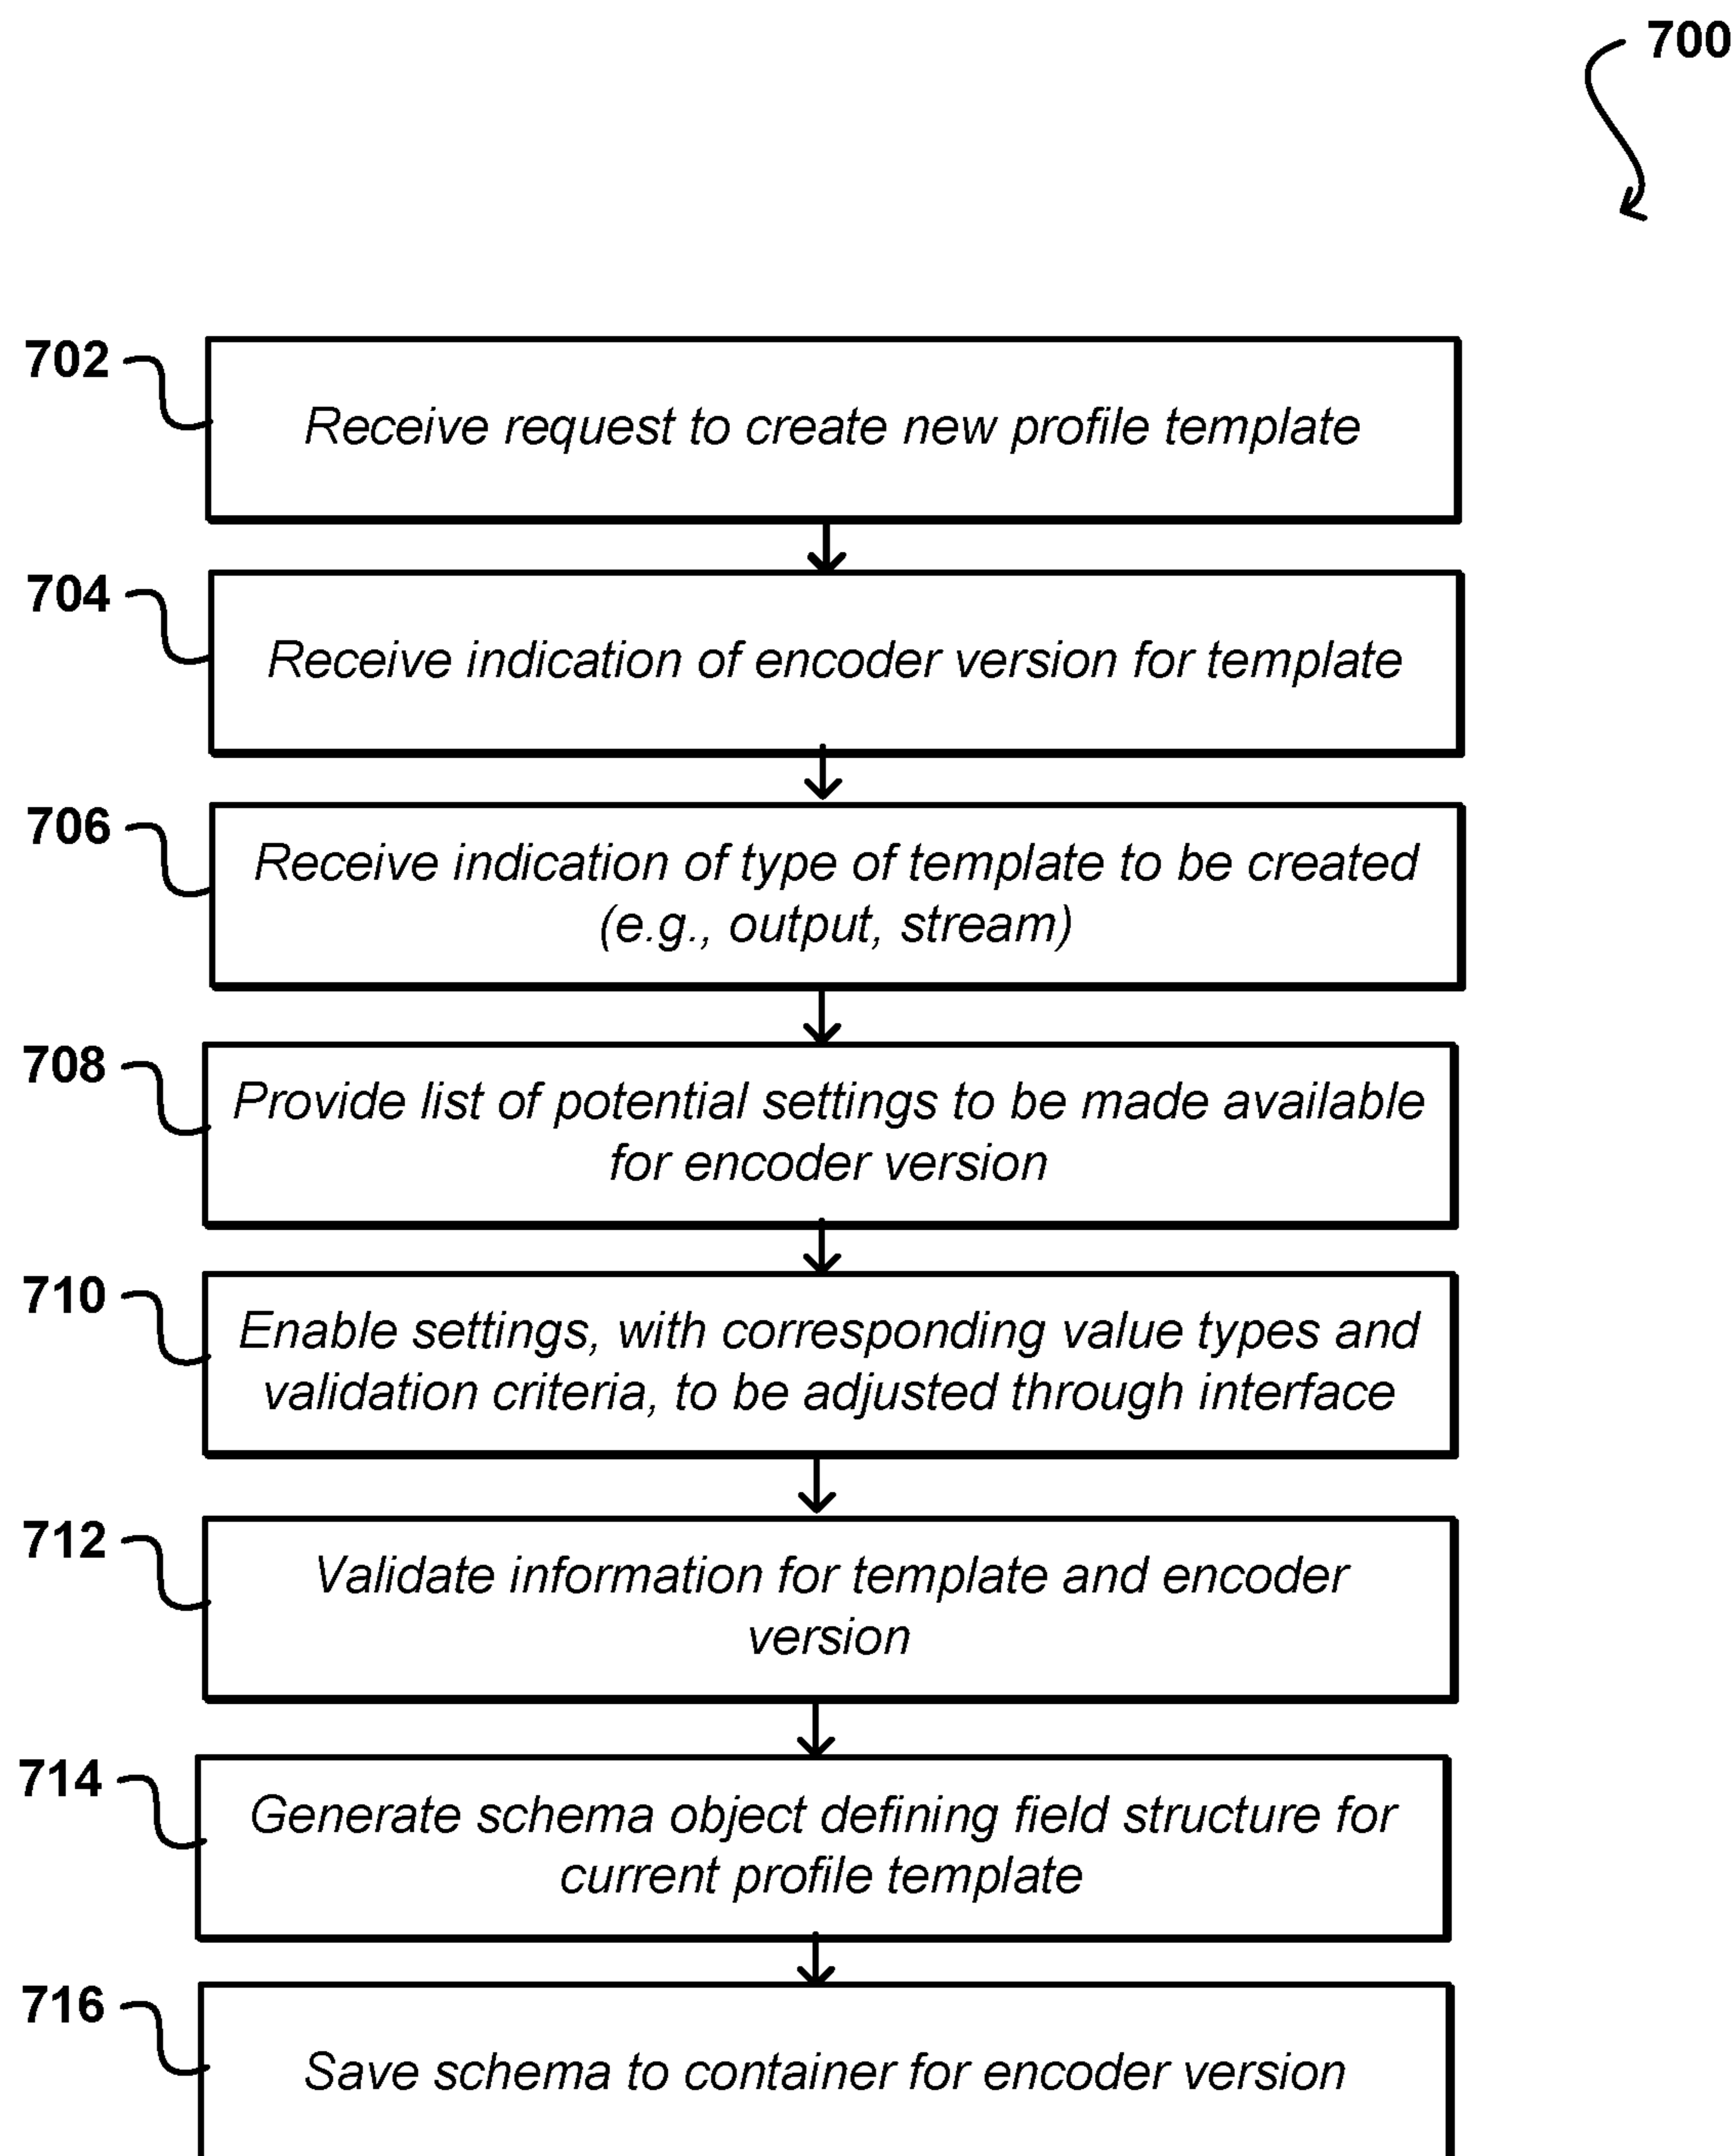 700
702
Receive request to create new profile template
704
Receive indication of encoder version for template
706
Receive indication of type of template to be created
(e.g., output, stream)
708
Provide list of potential settings to be made available
for encoder version
710
Enable settings, with corresponding value types and
validation criteria, to be adjusted through interface
712
Validate information for template and encoder
version
714
Generate schema object defining field structure for
current profile template
716
Save schema to container for encoder version